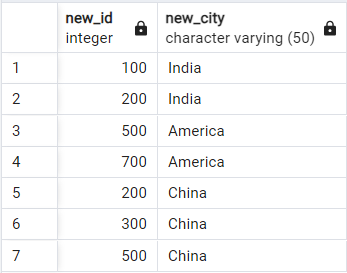 new_id new_city
integer character varying (50)
1 100 India
2 200 India
3 500 America
4 700 America
5 200 China
6 300 China
7 500 China